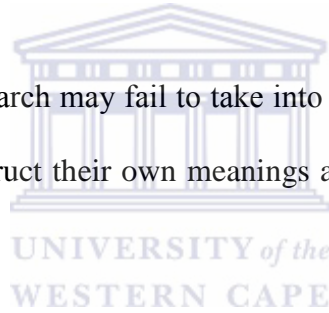 arch may fail to take into
ruct their own meanings a
UNIVERSITY of the
WESTERN CAPE